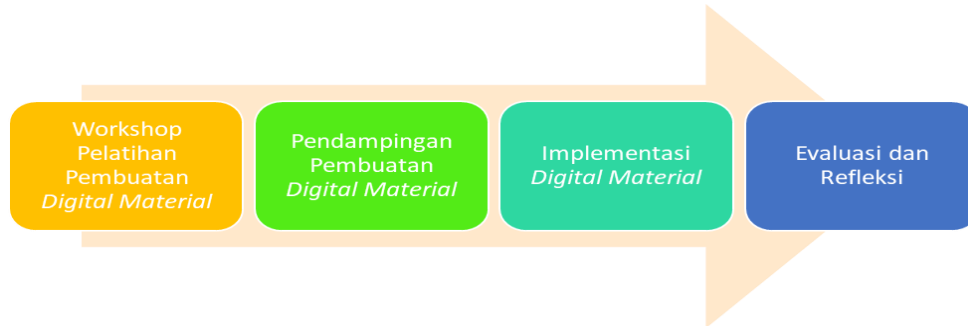 Workshop
Pelatihan
Pembuatan
Digital Material
Pendampingan
Pembuatan
Digital Material
Implementasi
Digital Material
Evaluasi dan
Refleksi